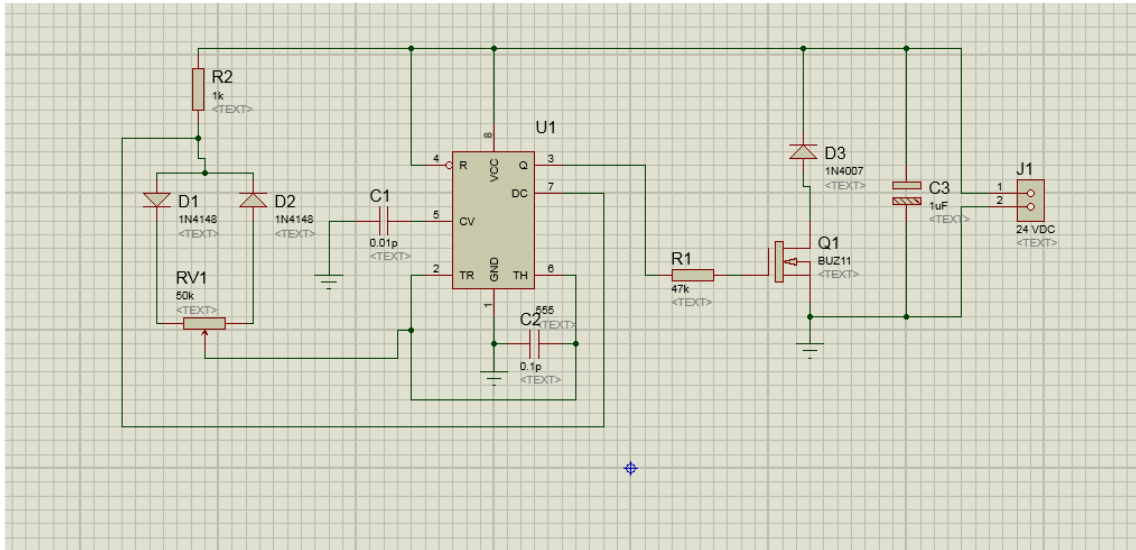 R2
1k
<TEXT>
D1
1N4148
<TEXT>
D2
1N4148
<TEXT>
RV1
50k
<TEXT>
C1
0.01p
<TEXT>
U1
8
VCC
4
R
Q
3
DC
7
5
CV
2
TR
GND
TH
6
1
555
<TEXT>
C2
0.1p
<TEXT>
R1
47k
<TEXT>
D3
1N4007
<TEXT>
Q1
BUZ11
<TEXT>
C3
1uF
<TEXT>
J1
1
2
24 VDC
<TEXT>